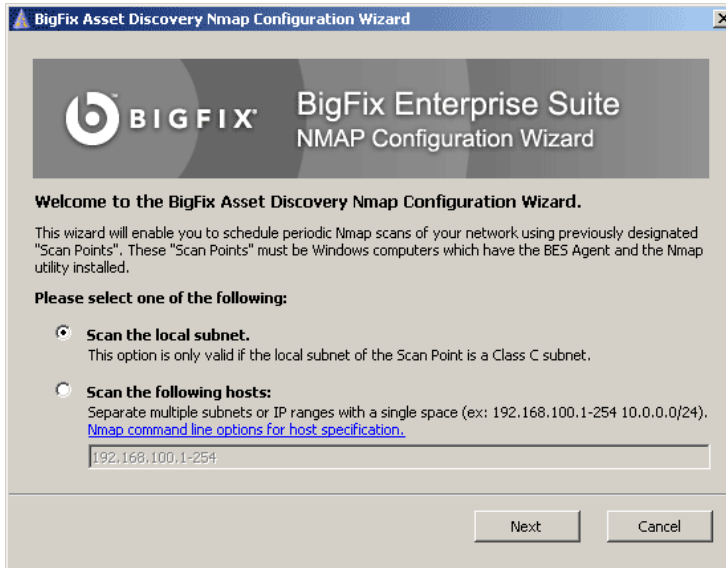 BigFix Asset Discovery Nmap Configuration Wizard
BIGFIX®
BigFix Enterprise Suite
NMAP Configuration Wizard
Welcome to the BigFix Asset Discovery Nmap Configuration Wizard.
This wizard will enable you to schedule periodic Nmap scans of your network using previously designated
"Scan Points". These "Scan Points" must be Windows computers which have the BES Agent and the Nmap
utility installed.
Please select one of the following:
Scan the local subnet.
This option is only valid if the local subnet of the Scan Point is a Class C subnet.
Scan the following hosts:
Separate multiple subnets or IP ranges with a single space (ex: 192.168.100.1-254 10.0.0.0/24).
Nmap command line options for host specification.
192.168.100.1-254
Next
Cancel